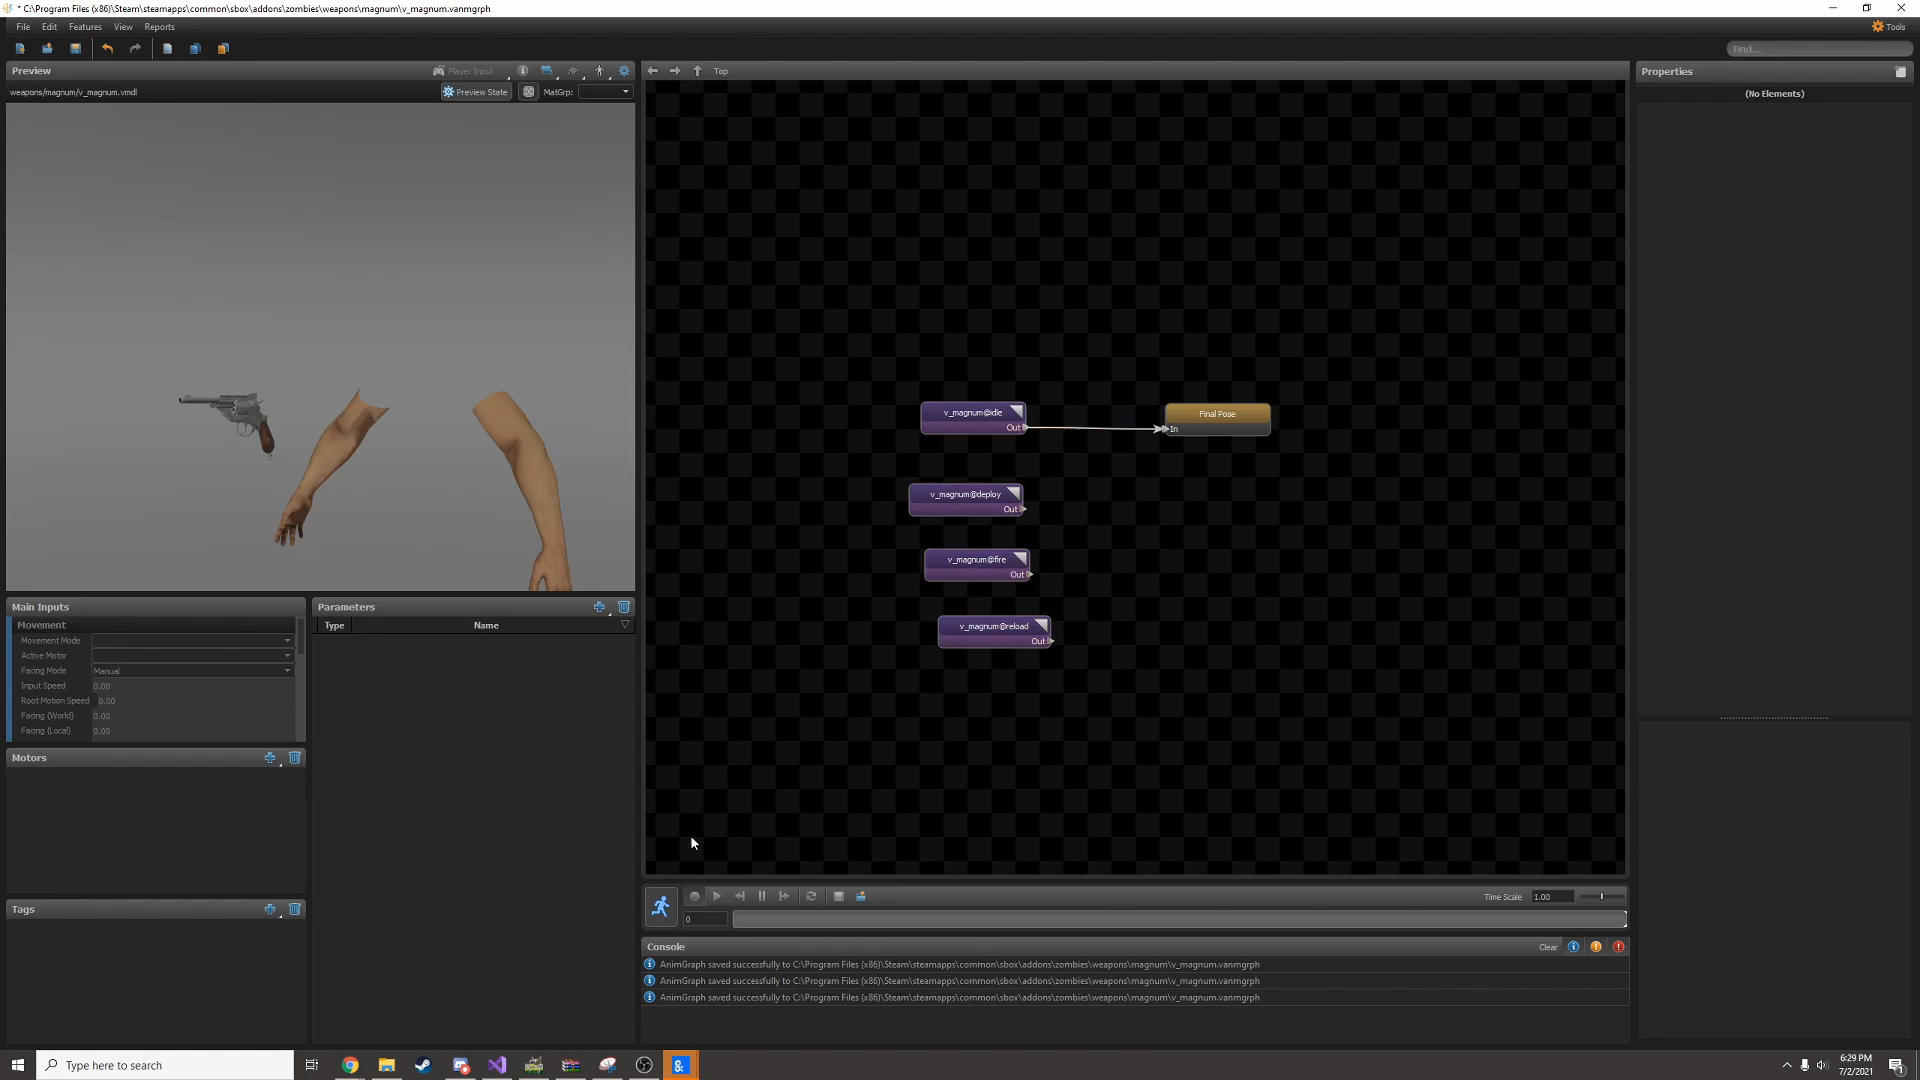 * C:\Program Files (x86)\Steam\steamapps\common\sbox\addons\zombies\weapons\magnum\v_magnum.vanmgrph
File Edit Features View Reports
Tools
Find...
Preview
Player Input
Top
Properties
weapons/magnum/v_magnum.vmdl
Preview State
MatGrp:
(No Elements)
v_magnum@idle
Out
Final Pose
In
v_magnum@deploy
Out
v_magnum@fire
Out
v_magnum@reload
Out
Main Inputs
Movement
Movement Mode
Active Motor
Facing Mode Manual
Input Speed 0.00
Root Motion Speed 0.00
Facing (World) 0.00
Facing (Local) 0.00
Parameters
Type Name
Motors
Tags
0
Time Scale 1.00
Console
Clear
AnimGraph saved successfully to C:\Program Files (x86)\Steam\steamapps\common\sbox\addons\zombies\weapons\magnum\v_magnum.vanmgrph
AnimGraph saved successfully to C:\Program Files (x86)\Steam\steamapps\common\sbox\addons\zombies\weapons\magnum\v_magnum.vanmgrph
AnimGraph saved successfully to C:\Program Files (x86)\Steam\steamapps\common\sbox\addons\zombies\weapons\magnum\v_magnum.vanmgrph
Type here to search
6:29 PM
7/2/2021